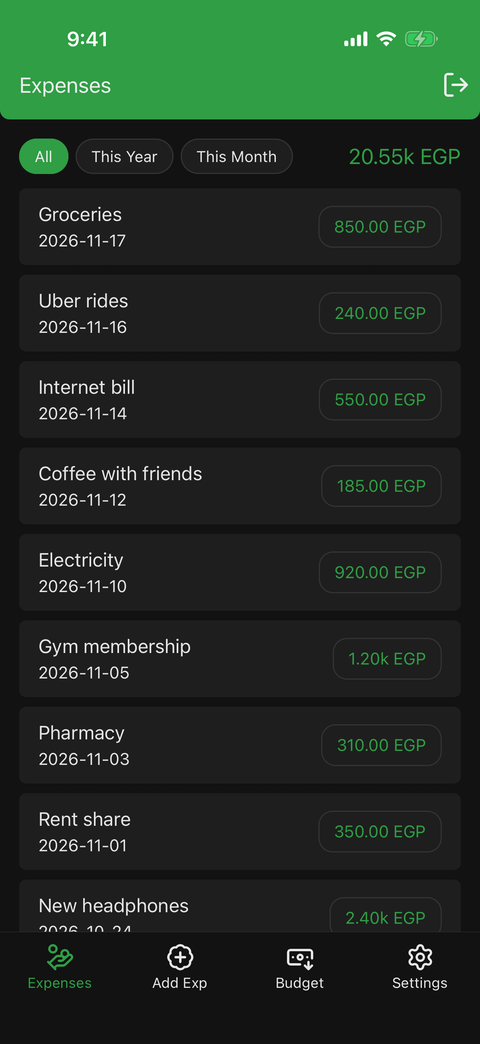 9:41
Expenses
All
This Year
This Month
20.55k EGP
Groceries
2026-11-17
850.00 EGP
Uber rides
2026-11-16
240.00 EGP
Internet bill
2026-11-14
550.00 EGP
Coffee with friends
2026-11-12
185.00 EGP
Electricity
2026-11-10
920.00 EGP
Gym membership
2026-11-05
1.20k EGP
Pharmacy
2026-11-03
310.00 EGP
Rent share
2026-11-01
350.00 EGP
New headphones
2026-10-24
2.40k EGP
Expenses
Add Exp
Budget
Settings